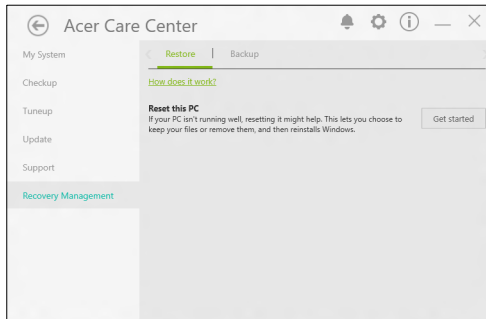 Acer Care Center
My System
Checkup
Tuneup
Update
Support
Recovery Management
Restore
Backup
How does it work?
Reset this PC
If your PC isn't running well, resetting it might help. This lets you choose to
keep your files or remove them, and then reinstalls Windows.
Get started